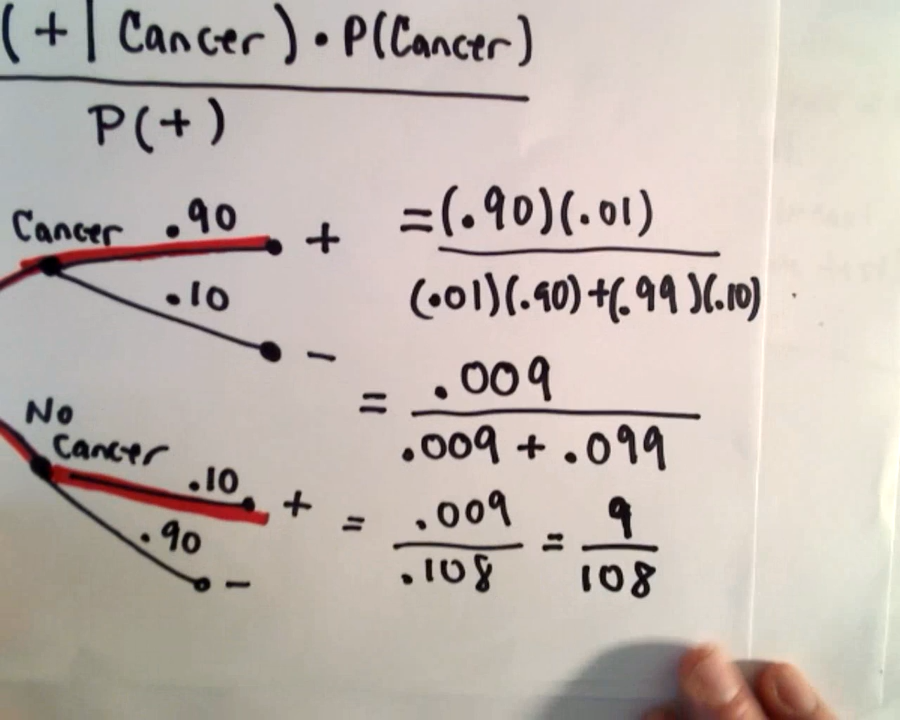 (+ | Cancer) · P(Cancer)
P(+)
Cancer .90 +
.10
−
No
Cancer
.10 +
.90
−
= (.90)(.01)
(.01)(.90)+(.99)(.10)
= .009
.009 + .099
= .009 = 9
.108 108